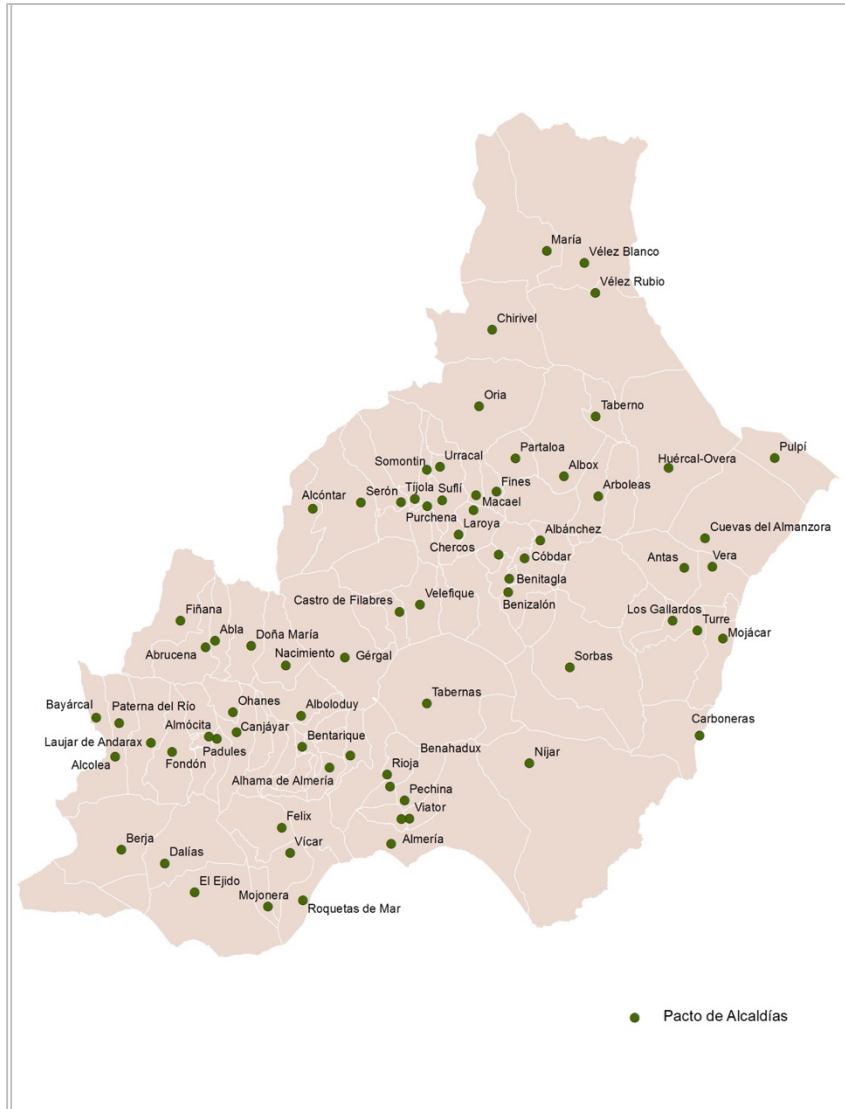 María
Vélez Blanco
Vélez Rubio
Chirivel
Oria
Taberno
Partaloa
Urracal
Somontin
Albox
Huércal-Overa
Pulpí
Fines
Tíjola
Suflí
Serón
Alcóntar
Arboleas
Macael
Purchena
Laroya
Albánchez
Cuevas del Almanzora
Chercos
Cóbdar
Antas
Vera
Benitagla
Benizalón
Velefique
Castro de Filabres
Fiñana
Los Gallardos
Turre
Mojácar
Abla
Doña María
Abrucena
Nacimiento
Gérgal
Sorbas
Tabernas
Ohanes
Alboloduy
Bayárcal
Paterna del Río
Almócita
Canjáyar
Carboneras
Laujar de Andarax
Padules
Bentarique
Benahadux
Níjar
Fondón
Alcolea
Rioja
Alhama de Almería
Pechina
Viator
Felix
Almería
Berja
Vícar
Dalías
El Ejido
Mojonera
Roquetas de Mar
Pacto de Alcaldías